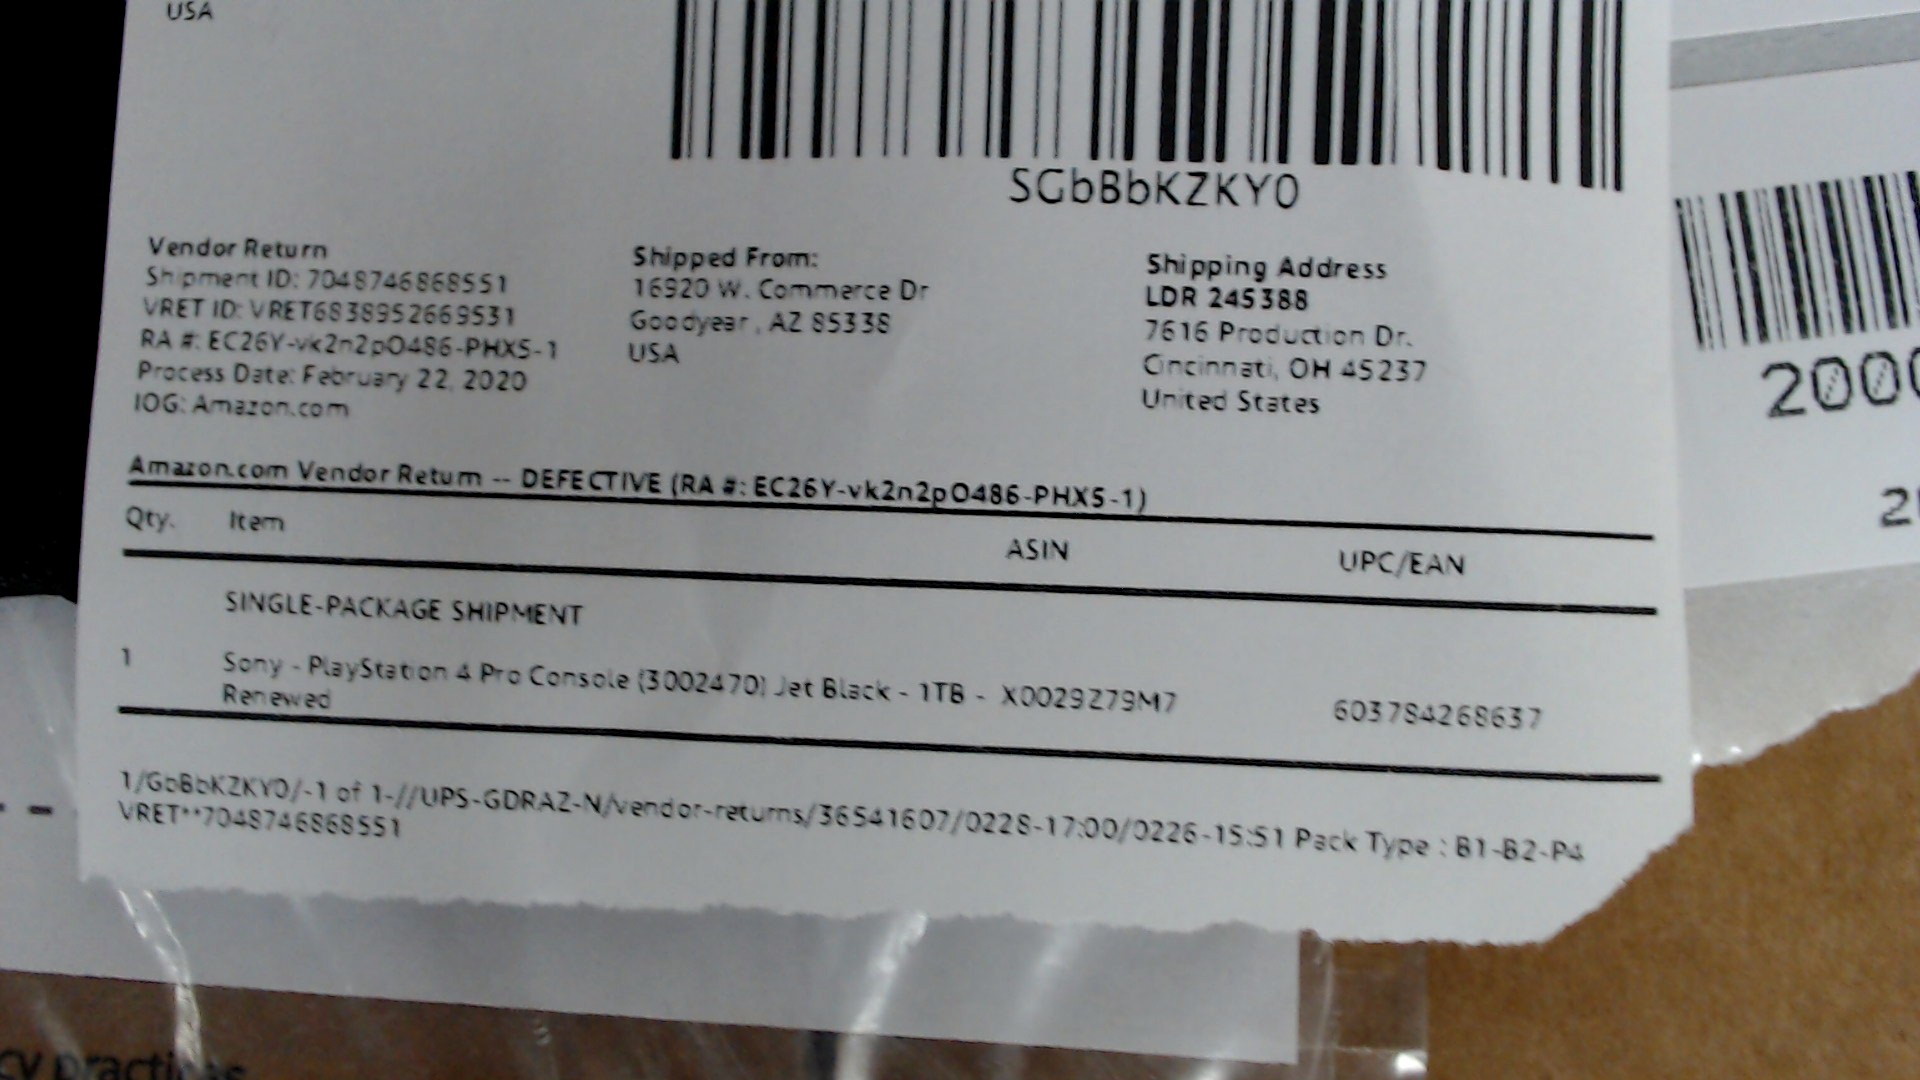 USA
SGbBbKZKY0
Vendor Return
Shipment ID: 7048746868551
VRET ID: VRET6838952669531
RA #: EC26Y-vk2n2pO486-PHX5-1
Process Date: February 22, 2020
IOG: Amazon.com
Shipped From:
16920 W. Commerce Dr
Goodyear , AZ 85338
USA
Shipping Address
LDR 245388
7616 Production Dr.
Cincinnati, OH 45237
United States
Amazon.com Vendor Return -- DEFECTIVE (RA #: EC26Y-vk2n2pO486-PHX5-1)
Qty. Item ASIN UPC/EAN
SINGLE-PACKAGE SHIPMENT
1 Sony - PlayStation 4 Pro Console (3002470) Jet Black - 1TB - X0029Z79M7 603784268637
Renewed
1/GbBbKZKY0/-1 of 1-//UPS-GDRAZ-N/vendor-returns/36541607/0228-17:00/0226-15:51 Pack Type : B1-B2-P4
VRET**7048746868551
200
2